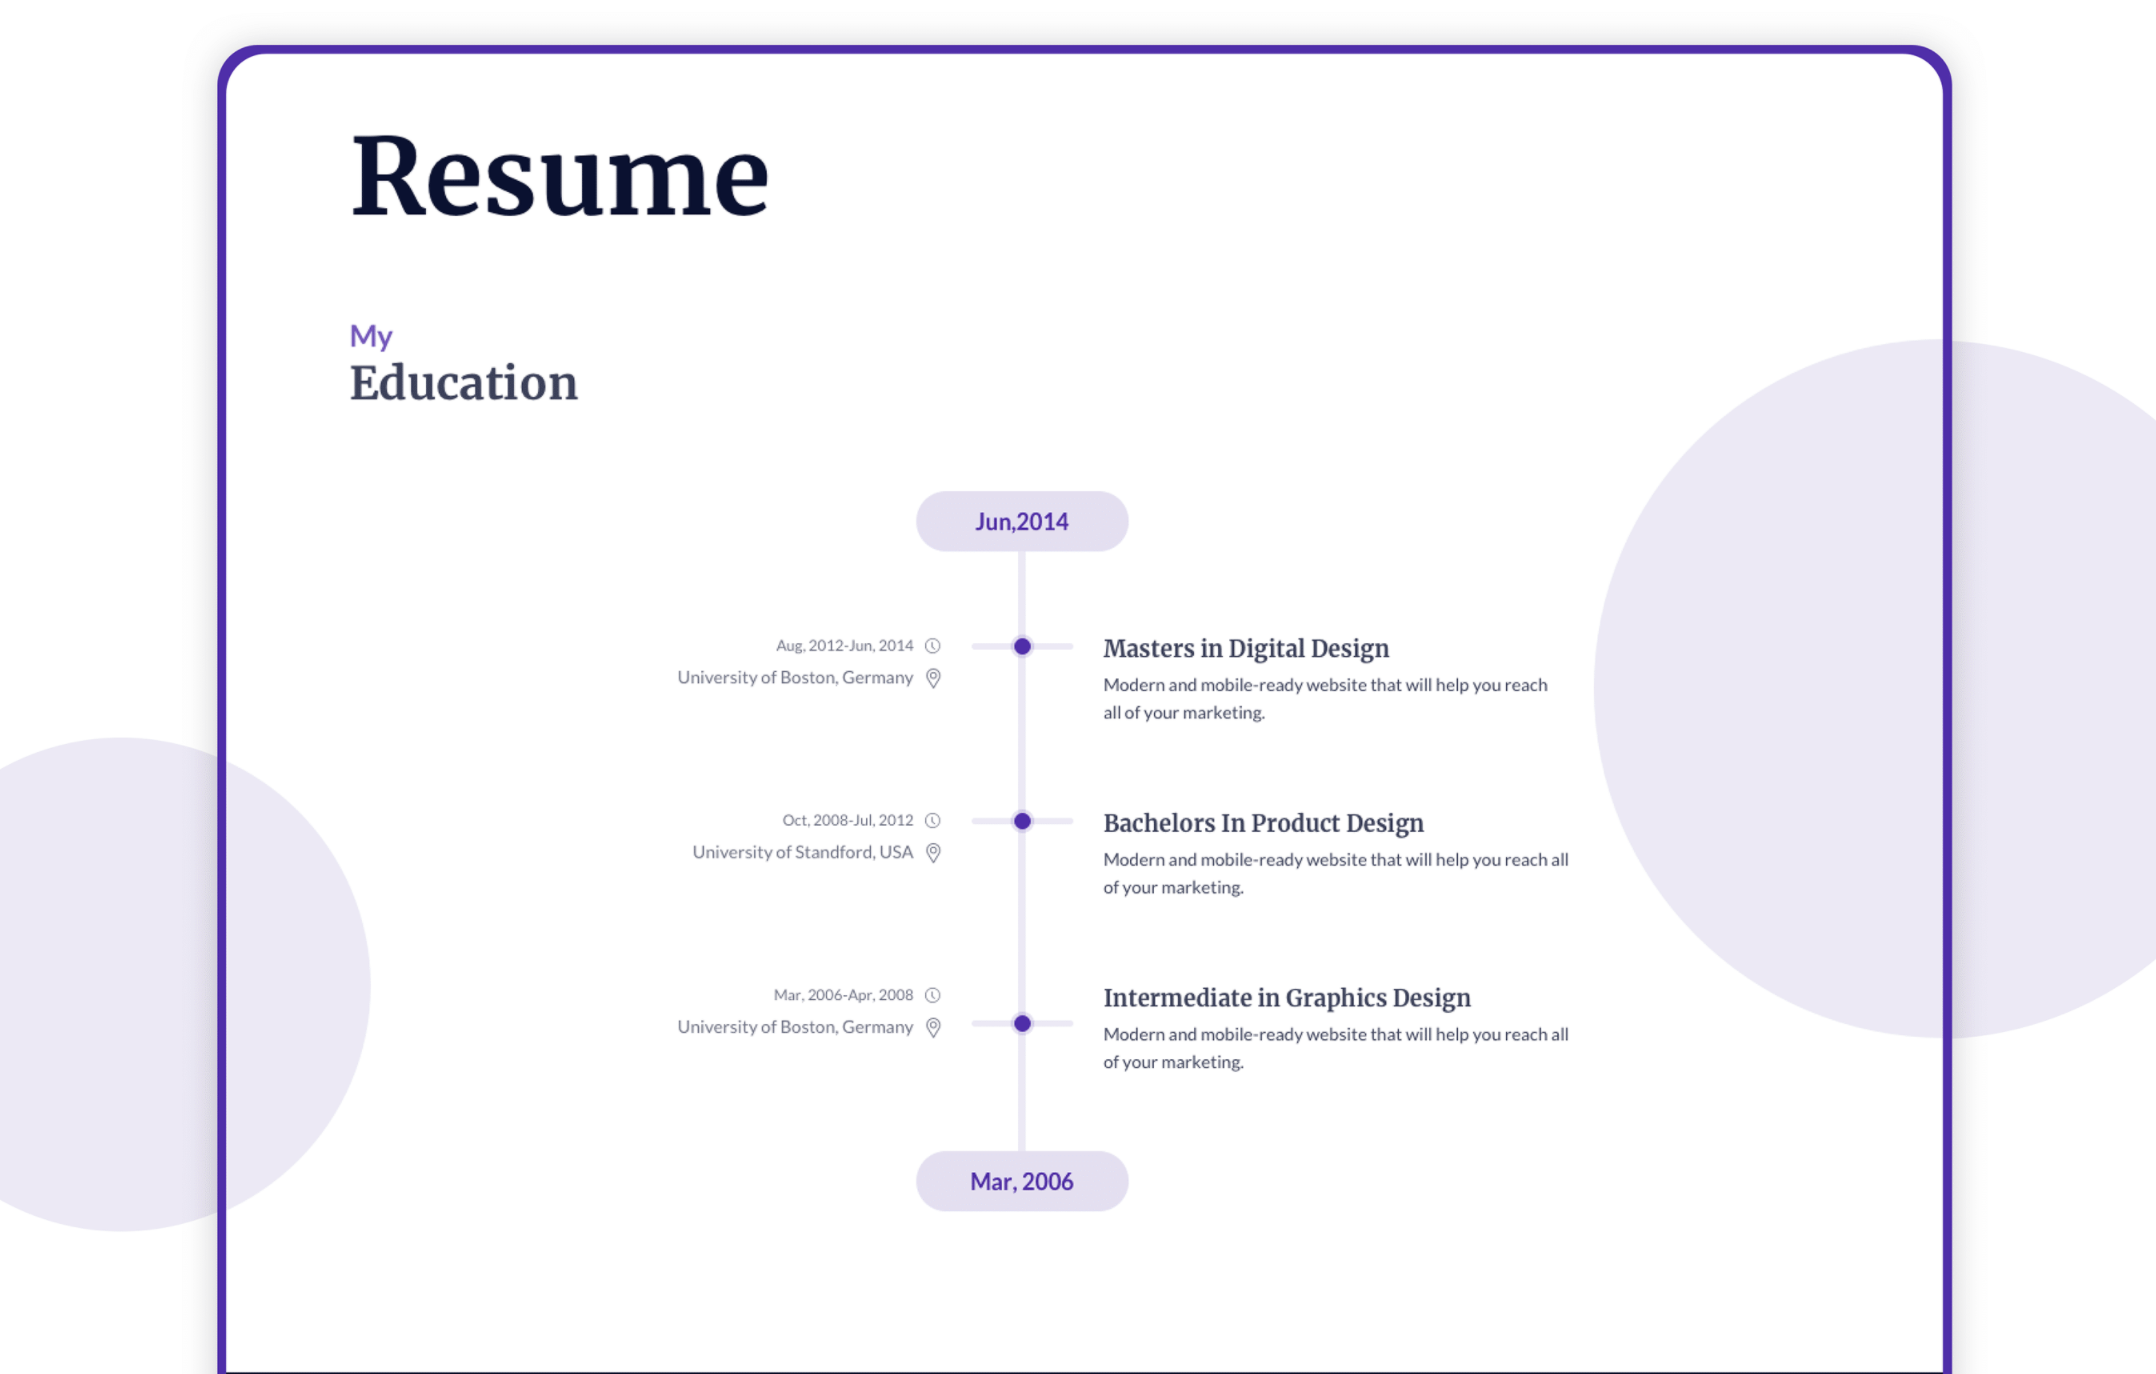 Resume
My
Education
Jun,2014
Aug, 2012-Jun, 2014
University of Boston, Germany
Masters in Digital Design
Modern and mobile-ready website that will help you reach
all of your marketing.
Oct, 2008-Jul, 2012
University of Standford, USA
Bachelors In Product Design
Modern and mobile-ready website that will help you reach all
of your marketing.
Mar, 2006-Apr, 2008
University of Boston, Germany
Intermediate in Graphics Design
Modern and mobile-ready website that will help you reach all
of your marketing.
Mar, 2006